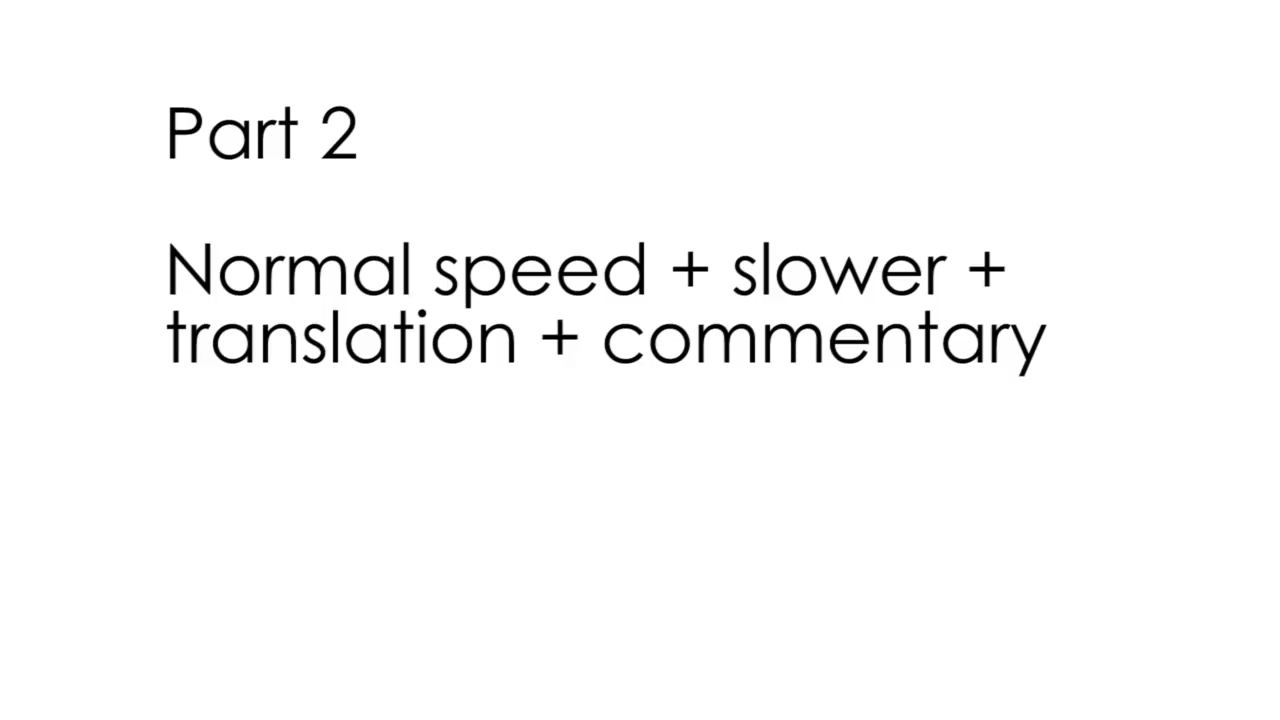 Part 2
Normal speed + slower +
translation + commentary